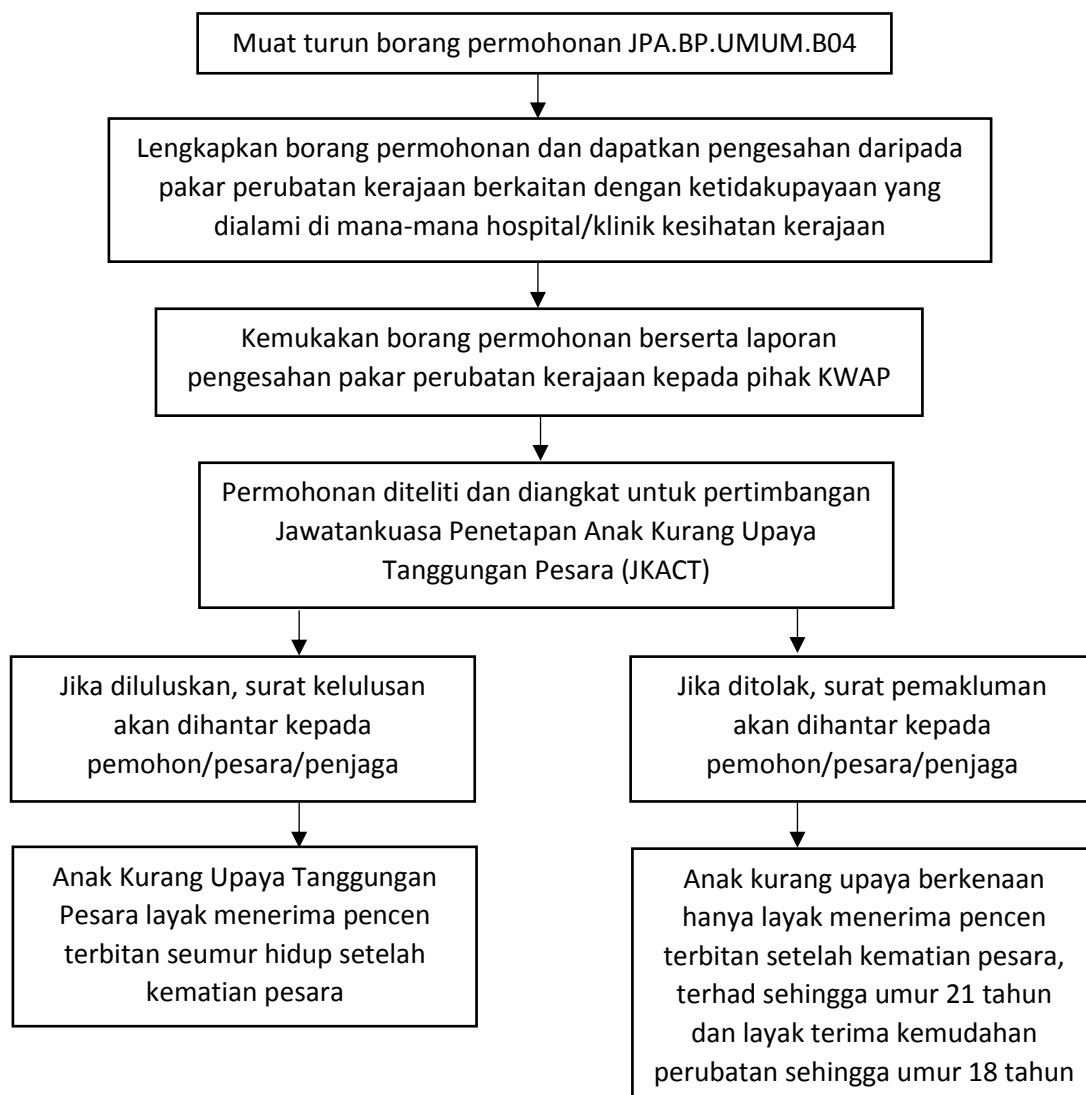 Muat turun borang permohonan JPA.BP.UMUM.B04
Lengkapkan borang permohonan dan dapatkan pengesahan daripada
pakar perubatan kerajaan berkaitan dengan ketidakupayaan yang
dialami di mana-mana hospital/klinik kesihatan kerajaan
Kemukakan borang permohonan berserta laporan
pengesahan pakar perubatan kerajaan kepada pihak KWAP
Permohonan diteliti dan diangkat untuk pertimbangan
Jawatankuasa Penetapan Anak Kurang Upaya
Tanggungan Pesara (JKACT)
Jika diluluskan, surat kelulusan
akan dihantar kepada
pemohon/pesara/penjaga
Jika ditolak, surat pemakluman
akan dihantar kepada
pemohon/pesara/penjaga
Anak Kurang Upaya Tanggungan
Pesara layak menerima pencen
terbitan seumur hidup setelah
kematian pesara
Anak kurang upaya berkenaan
hanya layak menerima pencen
terbitan setelah kematian pesara,
terhad sehingga umur 21 tahun
dan layak terima kemudahan
perubatan sehingga umur 18 tahun